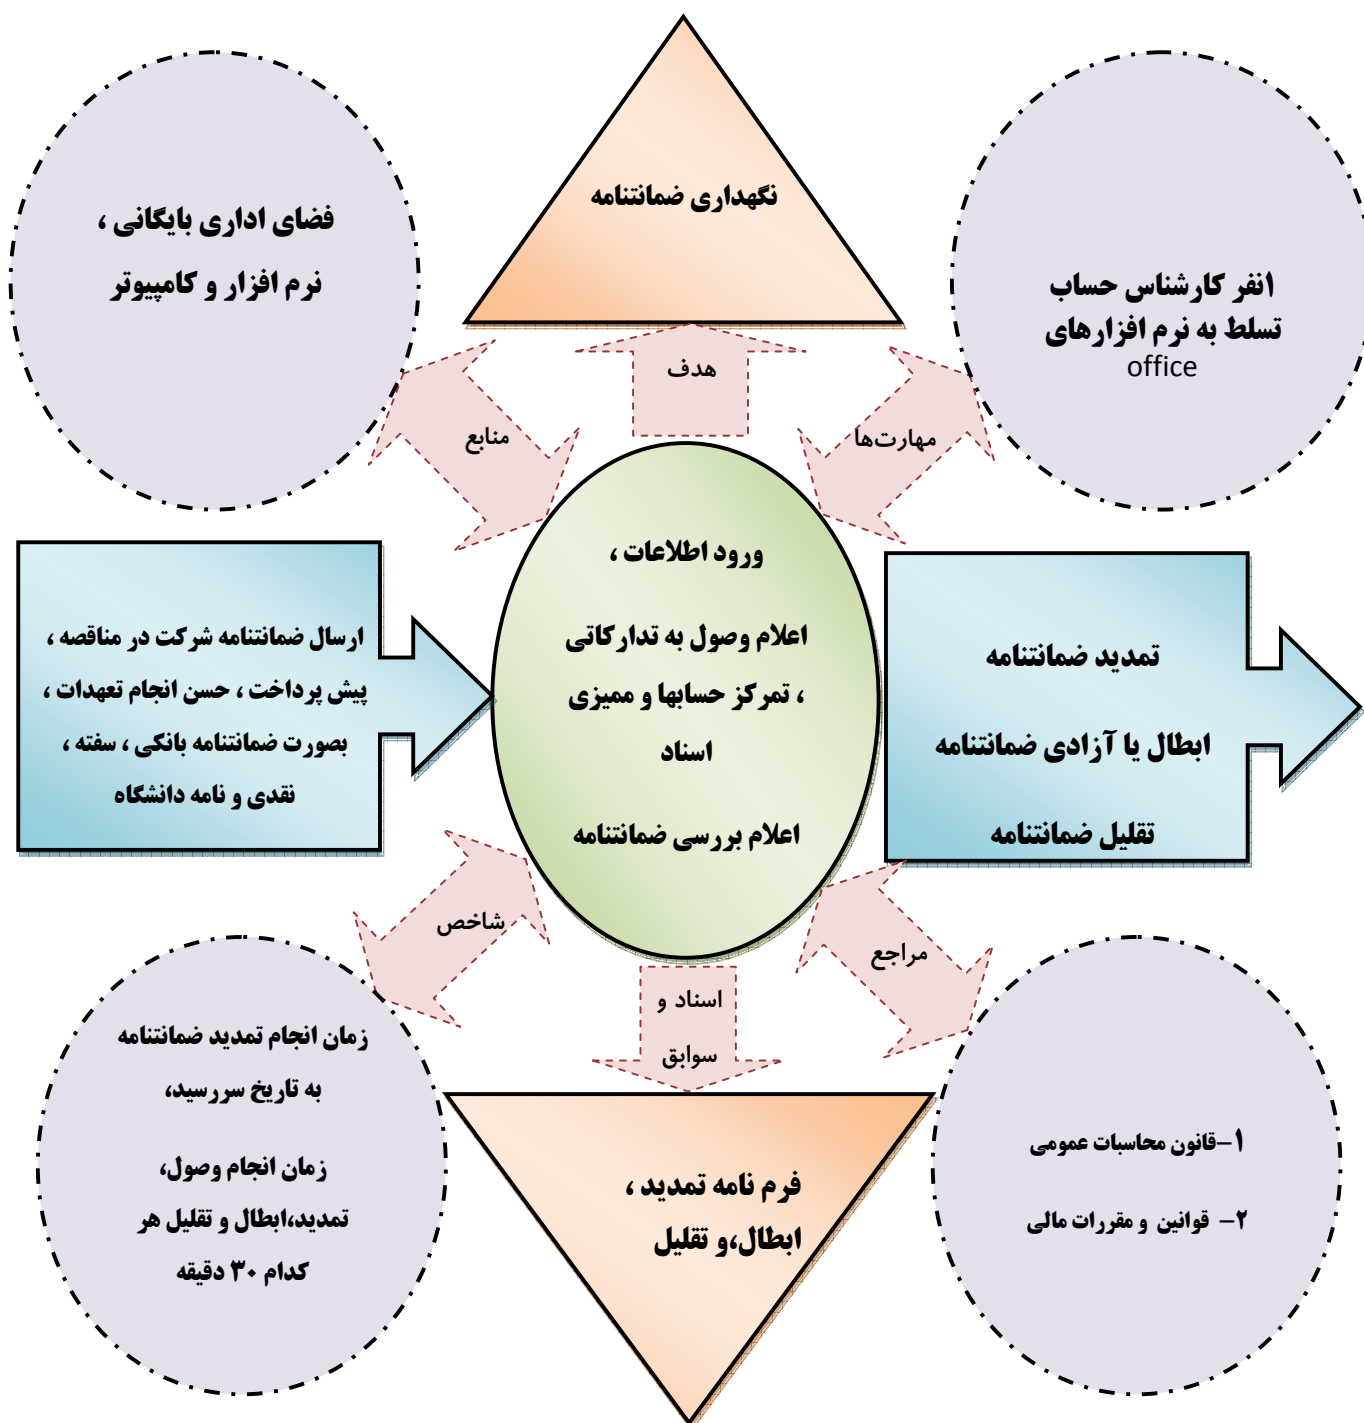 نگهداری ضمانتنامه
۱نفر کارشناس حساب
تسلط به نرم افزارهای
office
فضای اداری بایگانی ،
نرم افزار و کامپیوتر
هدف
مهارت‌ها
منابع
ورود اطلاعات ،
اعلام وصول به تدارکاتی
، تمرکز حسابها و ممیزی
اسناد
اعلام بررسی ضمانتنامه
تمدید ضمانتنامه
ابطال یا آزادی ضمانتنامه
تقلیل ضمانتنامه
ارسال ضمانتنامه شرکت در مناقصه ،
پیش پرداخت ، حسن انجام تعهدات ،
بصورت ضمانتنامه بانکی ، سفته ،
نقدی و نامه دانشگاه
شاخص
مراجع
اسناد و
سوابق
۱-قانون محاسبات عمومی
۲- قوانین و مقررات مالی
فرم نامه تمدید ،
ابطال،و تقلیل
زمان انجام تمدید ضمانتنامه
به تاریخ سررسید،
زمان انجام وصول،
تمدید،ابطال و تقلیل هر
کدام ۳۰ دقیقه